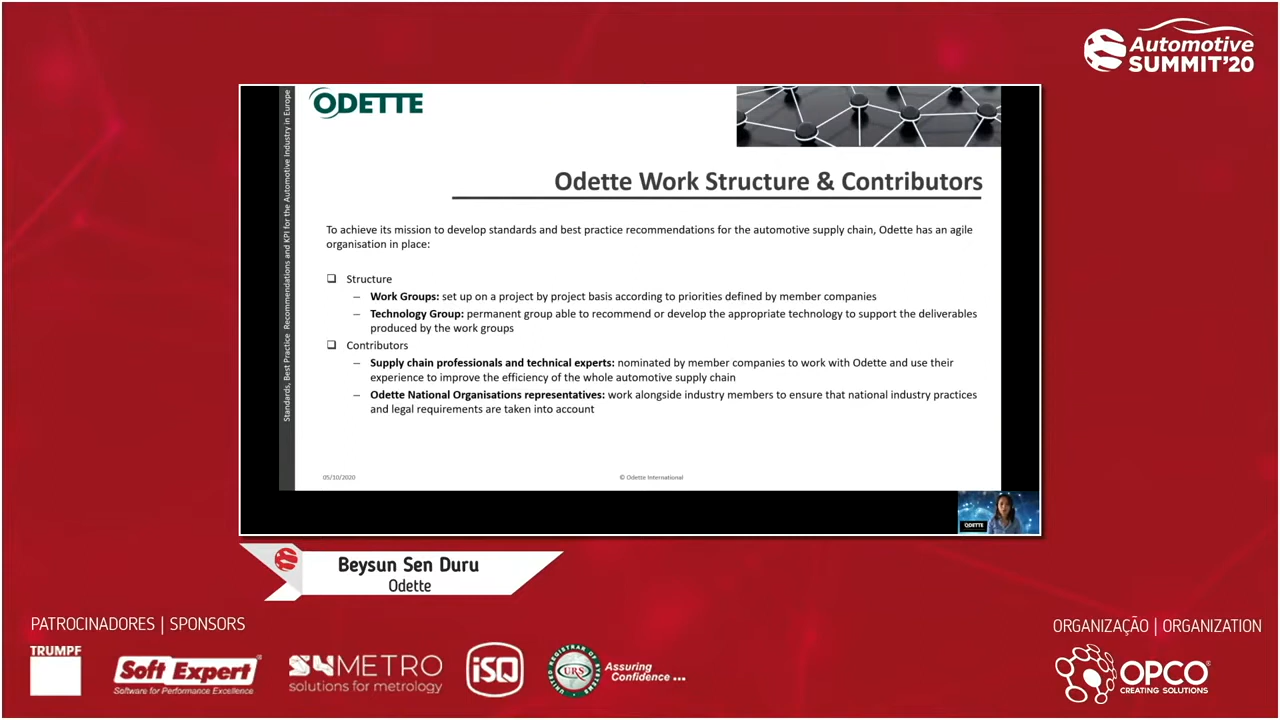 Automotive
SUMMIT'20
Standards, Best Practice Recommendations and KPI for the Automotive Industry in Europe
ODETTE
Odette Work Structure & Contributors
To achieve its mission to develop standards and best practice recommendations for the automotive supply chain, Odette has an agile
organisation in place:
❑ Structure
– Work Groups: set up on a project by project basis according to priorities defined by member companies
– Technology Group: permanent group able to recommend or develop the appropriate technology to support the deliverables
produced by the work groups
❑ Contributors
– Supply chain professionals and technical experts: nominated by member companies to work with Odette and use their
experience to improve the efficiency of the whole automotive supply chain
– Odette National Organisations representatives: work alongside industry members to ensure that national industry practices
and legal requirements are taken into account
05/10/2020
© Odette International
ODETTE
Beysun Sen Duru
Odette
PATROCINADORES | SPONSORS
TRUMPF
Soft Expert®
Software for Performance Excellence
S4METRO
solutions for metrology
iSQ
UNITED REGISTRAR OF SYSTEMS
URS
Assuring
Confidence ...
ORGANIZAÇÃO | ORGANIZATION
OPCO®
CREATING SOLUTIONS